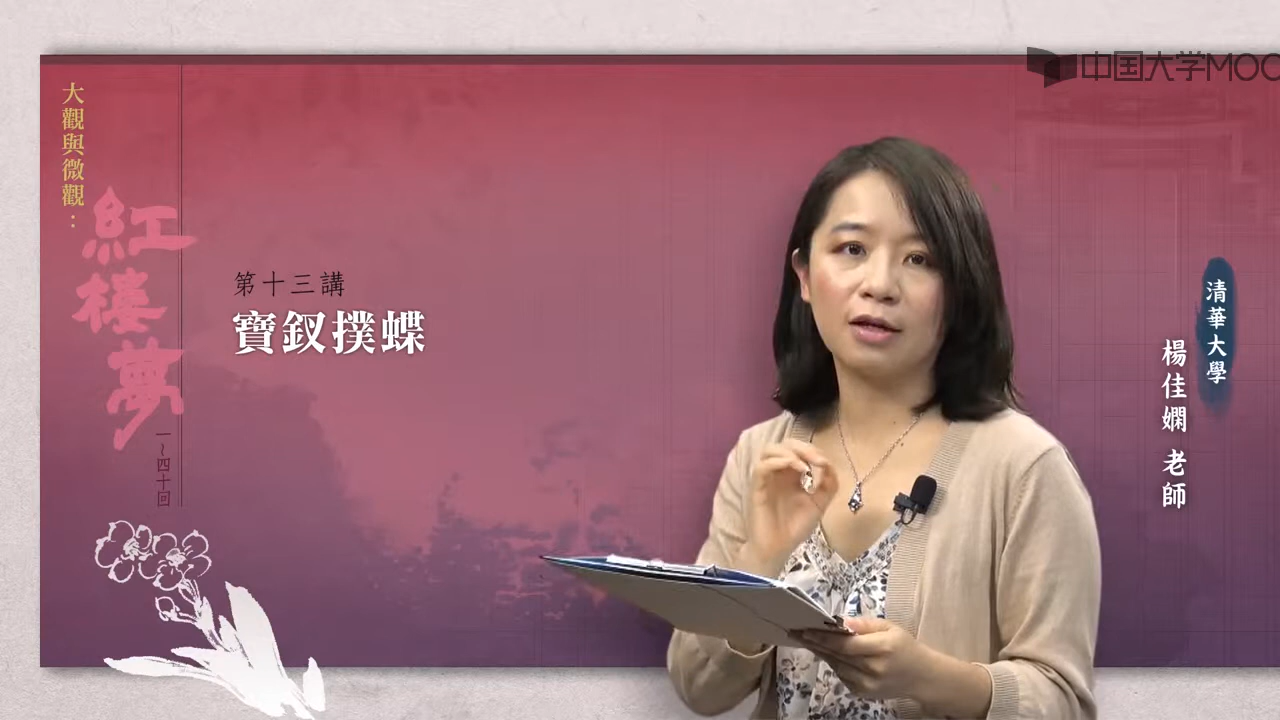 中国大学MOO
大觀與微觀：
紅樓夢
一~四十回
第十三講
寶釵撲蝶
清華大學
楊佳嫻 老師